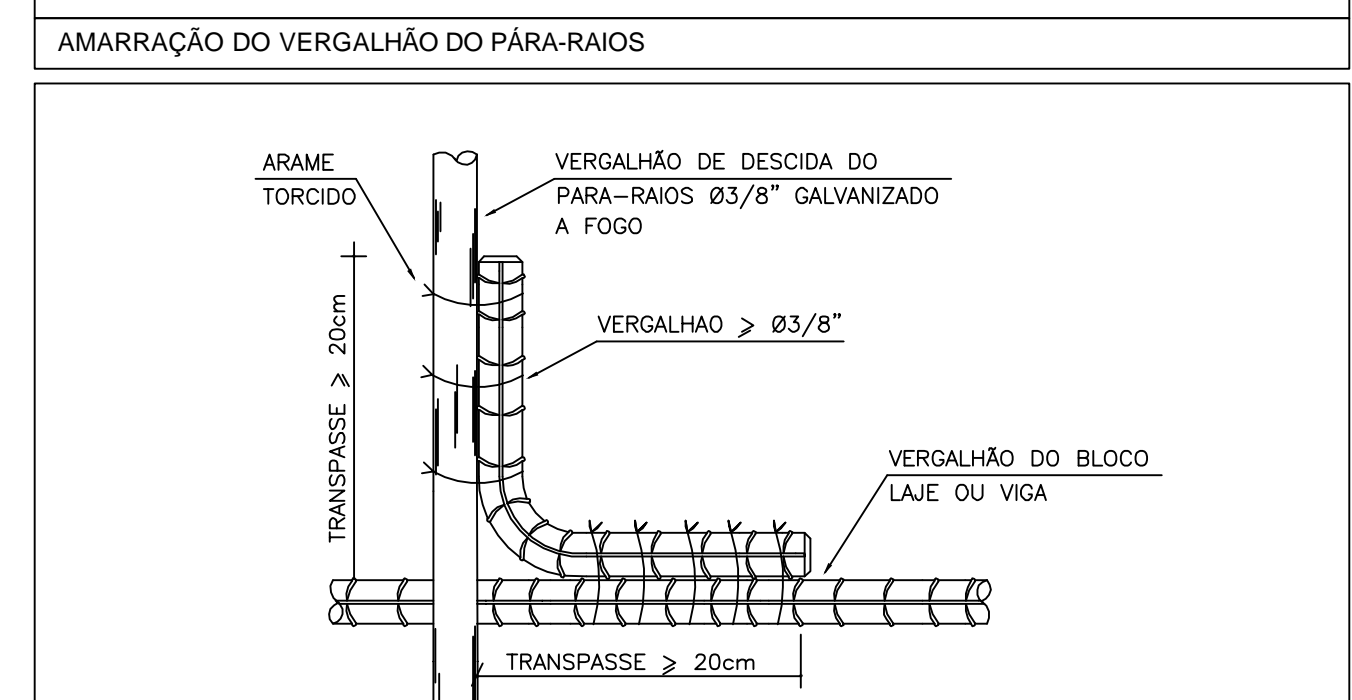 AMARRAÇÃO DO VERGALHÃO DO PÁRA-RAIOS
ARAME
TORCIDO
VERGALHÃO DE DESCIDA DO
PARA-RAIOS Ø3/8" GALVANIZADO
A FOGO
VERGALHAO ⩾ Ø3/8"
TRANSPASSE ⩾ 20cm
VERGALHÃO DO BLOCO
LAJE OU VIGA
TRANSPASSE ⩾ 20cm